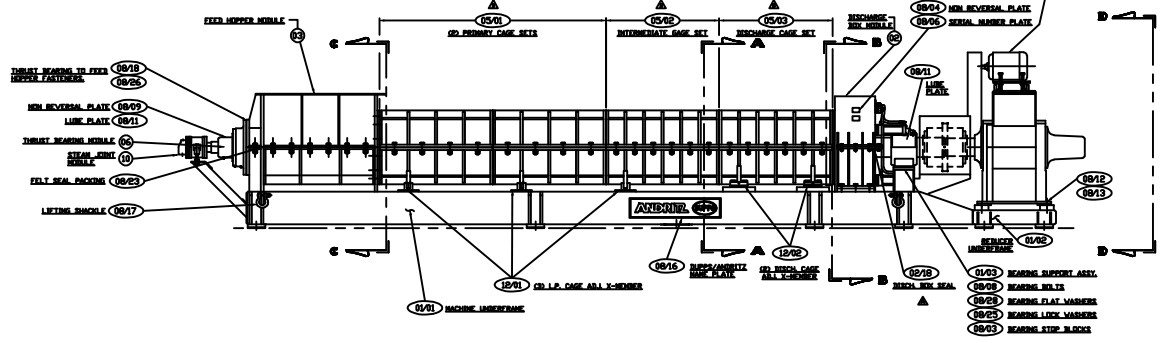 FEED HOPPER MODULE
03
05/01
(2) PRIMARY CAGE SETS
05/02
INTERMEDIATE CAGE SET
05/03
DISCHARGE CAGE SET
DISCHARGE
BOX MODULE
02
08/04 NON REVERSAL PLATE
08/06 SERIAL NUMBER PLATE
C
A
B
D
THRUST BEARING TO FEED
HOPPER FASTENERS.
08/18
08/26
NON REVERSAL PLATE 08/09
LUBE PLATE 08/11
THRUST BEARING MODULE 06
STEAM JOINT
MODULE
10
FELT SEAL PACKING 08/23
LIFTING SHACKLE 08/17
08/11
LUBE
PLATE
08/12
08/13
ANDRITZ
C
A
B
D
12/01 (3) L.P. CAGE ADJ. X-MEMBER
01/01 MACHINE UNDERFRAME
08/16 DUPPS/ANDRITZ
NAME PLATE
12/02
(2) DISCH. CAGE
ADJ. X-MEMBER
02/18
DISCH. BOX SEAL
REDUCER
UNDERFRAME
01/02
01/03 BEARING SUPPORT ASSY.
08/08 BEARING BOLTS
08/28 BEARING FLAT WASHERS
08/25 BEARING LOCK WASHERS
08/03 BEARING STOP BLOCKS